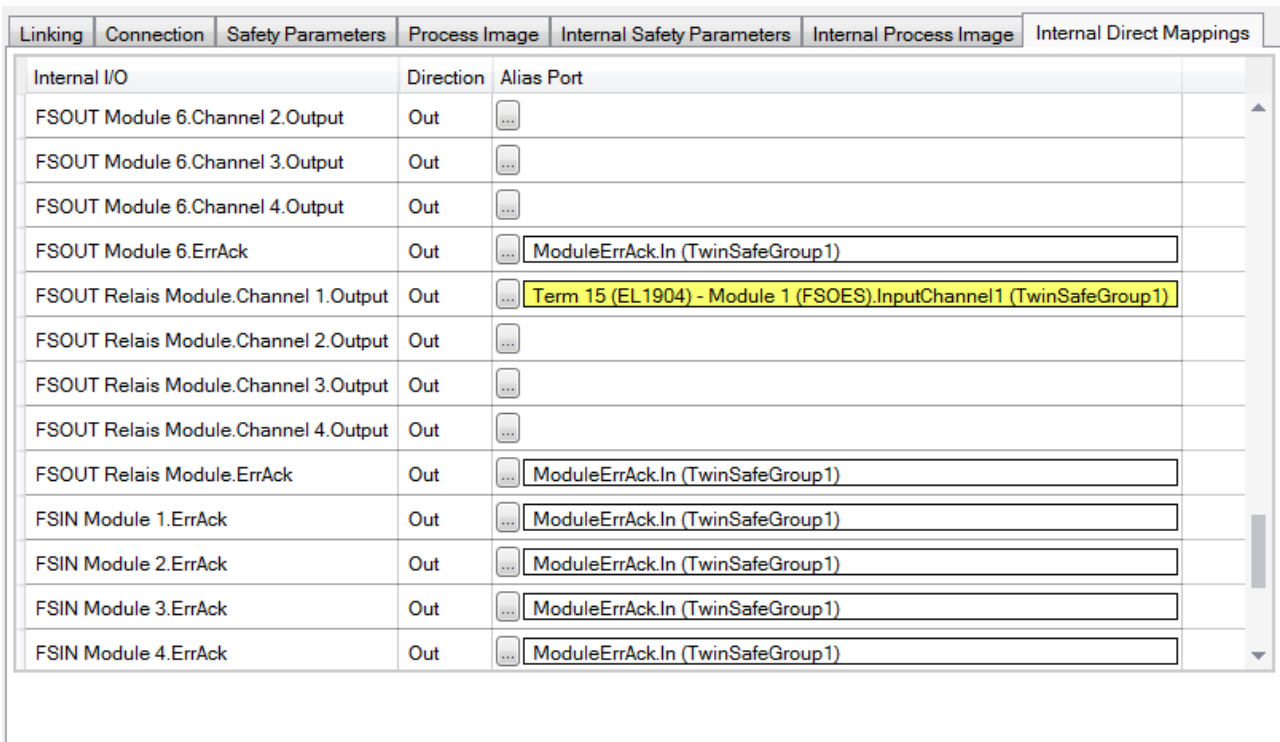 Linking Connection Safety Parameters Process Image Internal Safety Parameters Internal Process Image Internal Direct Mappings
Internal I/O Direction Alias Port
FSOUT Module 6.Channel 2.Output Out ...
FSOUT Module 6.Channel 3.Output Out ...
FSOUT Module 6.Channel 4.Output Out ...
FSOUT Module 6.ErrAck Out ... ModuleErrAck.In (TwinSafeGroup1)
FSOUT Relais Module.Channel 1.Output Out ... Term 15 (EL1904) - Module 1 (FSOES).InputChannel1 (TwinSafeGroup1)
FSOUT Relais Module.Channel 2.Output Out ...
FSOUT Relais Module.Channel 3.Output Out ...
FSOUT Relais Module.Channel 4.Output Out ...
FSOUT Relais Module.ErrAck Out ... ModuleErrAck.In (TwinSafeGroup1)
FSIN Module 1.ErrAck Out ... ModuleErrAck.In (TwinSafeGroup1)
FSIN Module 2.ErrAck Out ... ModuleErrAck.In (TwinSafeGroup1)
FSIN Module 3.ErrAck Out ... ModuleErrAck.In (TwinSafeGroup1)
FSIN Module 4.ErrAck Out ... ModuleErrAck.In (TwinSafeGroup1)